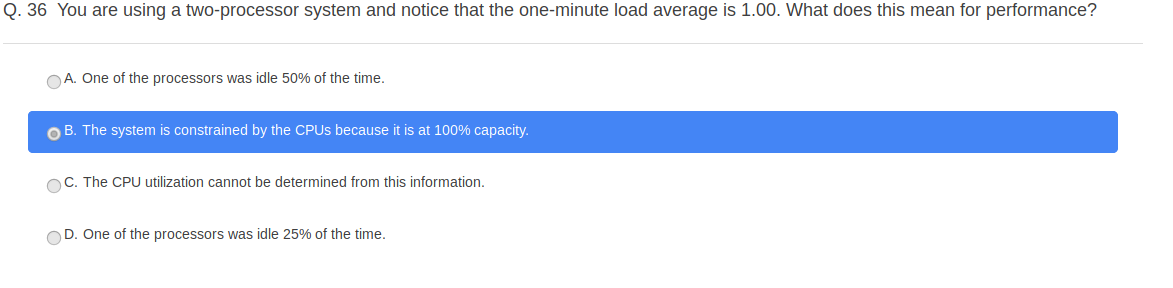 Q. 36 You are using a two-processor system and notice that the one-minute load average is 1.00. What does this mean for performance?
A. One of the processors was idle 50% of the time.
B. The system is constrained by the CPUs because it is at 100% capacity.
C. The CPU utilization cannot be determined from this information.
D. One of the processors was idle 25% of the time.